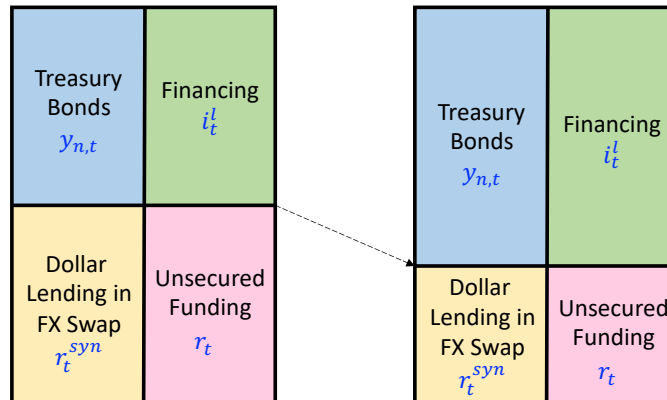 Treasury
Bonds
y_{n,t}
Financing
i_t^l
Dollar
Lending in
FX Swap
r_t^{syn}
Unsecured
Funding
r_t
Treasury
Bonds
y_{n,t}
Financing
i_t^l
Dollar
Lending in
FX Swap
r_t^{syn}
Unsecured
Funding
r_t